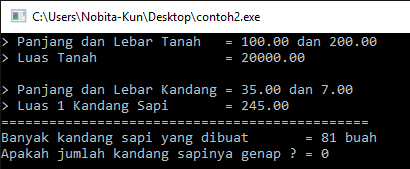 C:\Users\Nobita-Kun\Desktop\contoh2.exe
> Panjang dan Lebar Tanah   = 100.00 dan 200.00
> Luas Tanah                = 20000.00
> Panjang dan Lebar Kandang = 35.00 dan 7.00
> Luas 1 Kandang Sapi       = 245.00
===============================================
Banyak kandang sapi yang dibuat       = 81 buah
Apakah jumlah kandang sapinya genap ? = 0